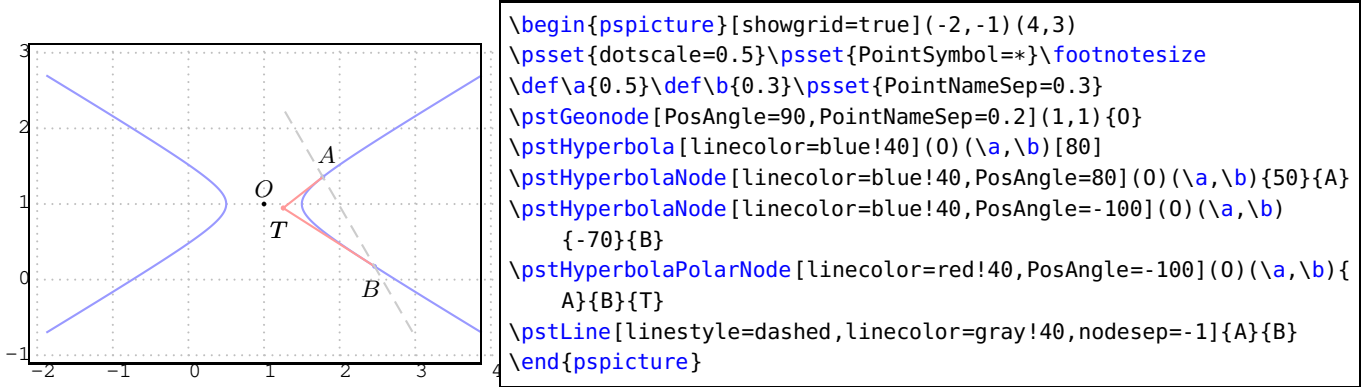 3
2
1
0
−1
−2
−1
0
1
2
3
4
A
O
T
B
\begin{pspicture}[showgrid=true](-2,-1)(4,3)
\psset{dotscale=0.5}\psset{PointSymbol=*}\footnotesize
\def\a{0.5}\def\b{0.3}\psset{PointNameSep=0.3}
\pstGeonode[PosAngle=90,PointNameSep=0.2](1,1){O}
\pstHyperbola[linecolor=blue!40](O)(\a,\b)[80]
\pstHyperbolaNode[linecolor=blue!40,PosAngle=80](O)(\a,\b){50}{A}
\pstHyperbolaNode[linecolor=blue!40,PosAngle=-100](O)(\a,\b)
{-70}{B}
\pstHyperbolaPolarNode[linecolor=red!40,PosAngle=-100](O)(\a,\b){
A}{B}{T}
\pstLine[linestyle=dashed,linecolor=gray!40,nodesep=-1]{A}{B}
\end{pspicture}